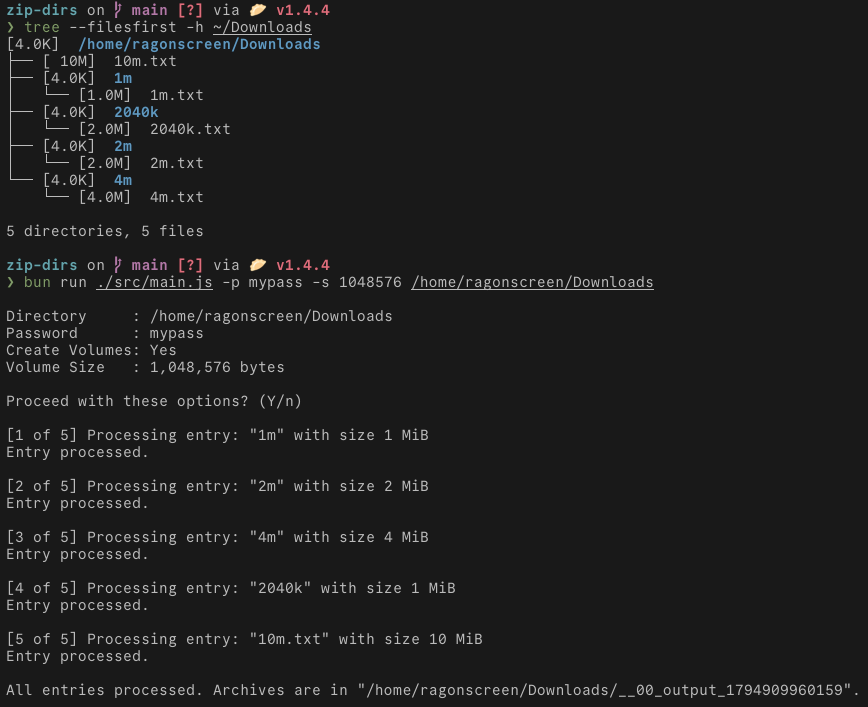 zip-dirs on main [?] via 🥟 v1.4.4
❯ tree --filesfirst -h ~/Downloads
[4.0K]  /home/ragonscreen/Downloads
├── [ 10M]  10m.txt
├── [4.0K]  1m
│   └── [1.0M]  1m.txt
├── [4.0K]  2040k
│   └── [2.0M]  2040k.txt
├── [4.0K]  2m
│   └── [2.0M]  2m.txt
└── [4.0K]  4m
    └── [4.0M]  4m.txt
5 directories, 5 files
zip-dirs on main [?] via 🥟 v1.4.4
❯ bun run ./src/main.js -p mypass -s 1048576 /home/ragonscreen/Downloads
Directory     : /home/ragonscreen/Downloads
Password      : mypass
Create Volumes: Yes
Volume Size   : 1,048,576 bytes
Proceed with these options? (Y/n)
[1 of 5] Processing entry: "1m" with size 1 MiB
Entry processed.
[2 of 5] Processing entry: "2m" with size 2 MiB
Entry processed.
[3 of 5] Processing entry: "4m" with size 4 MiB
Entry processed.
[4 of 5] Processing entry: "2040k" with size 1 MiB
Entry processed.
[5 of 5] Processing entry: "10m.txt" with size 10 MiB
Entry processed.
All entries processed. Archives are in "/home/ragonscreen/Downloads/__00_output_1794909960159".